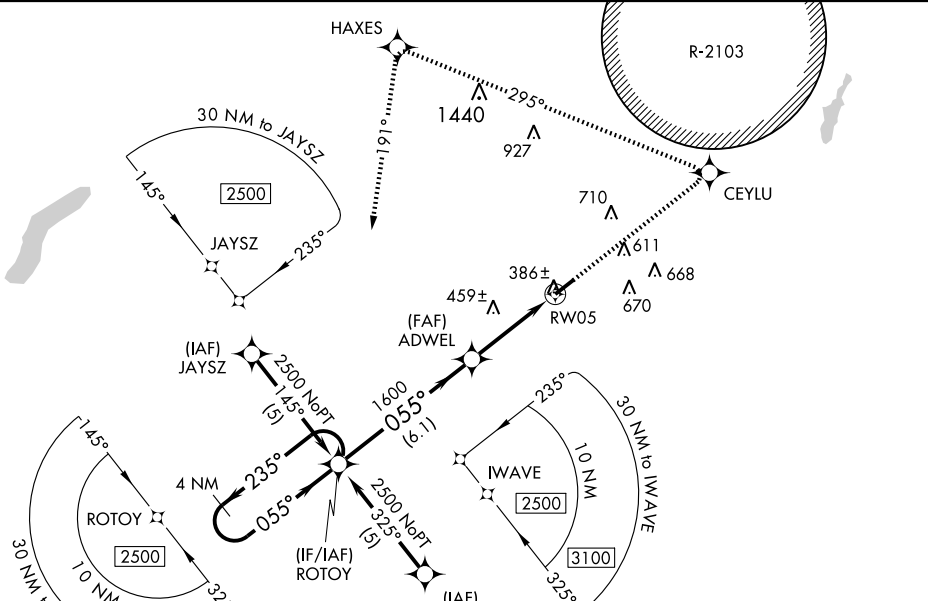 HAXES
R-2103
30 NM to JAYSZ
295°
1440
191°
927
145°
2500
CEYLU
710
JAYSZ
235°
611
386±
668
459±
670
RW05
(FAF)
ADWEL
(IAF)
JAYSZ
2500 NoPT
145°
(5)
1600
055°
(6.1)
235°
30 NM to IWAVE
145°
10 NM
235°
IWAVE
4 NM
2500
ROTOY
055°
2500 NoPT
325°
(5)
2500
(IF/IAF)
ROTOY
3100
30 NM
10 NM
325°
(IAF)